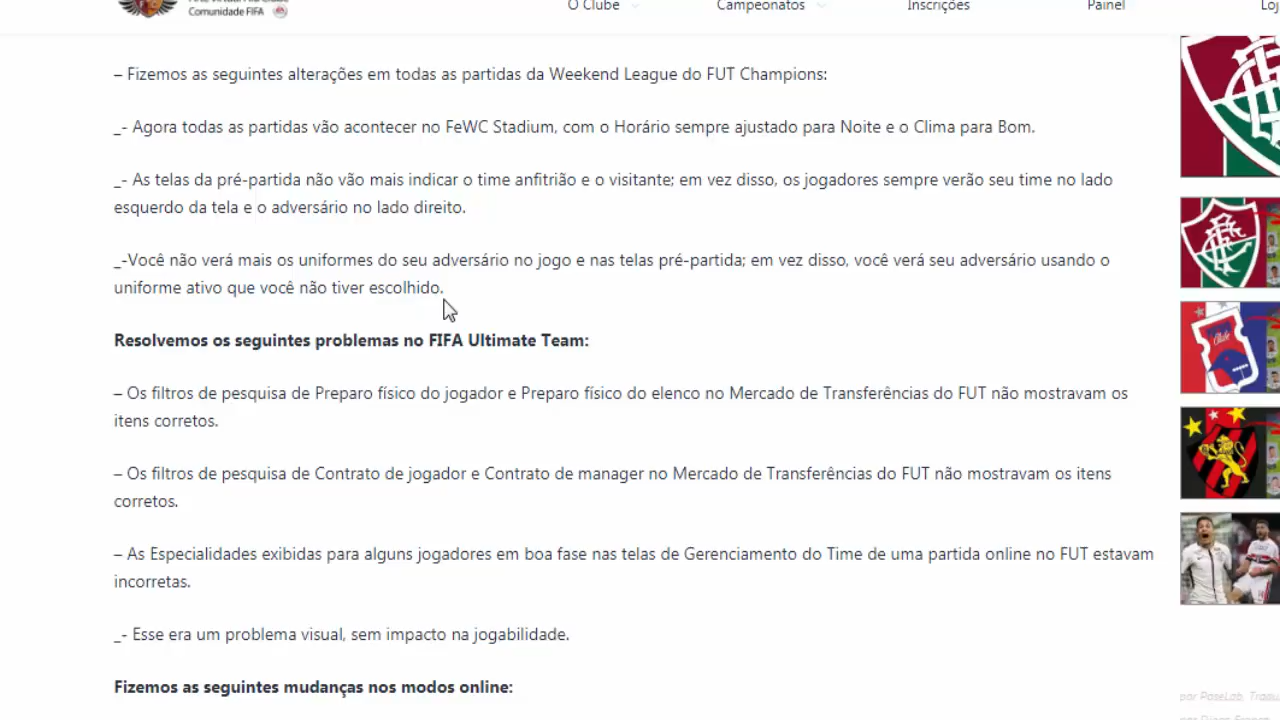 O Clube
Campeonatos
Inscrições
Painel
Loj
Comunidade FIFA
– Fizemos as seguintes alterações em todas as partidas da Weekend League do FUT Champions:
_- Agora todas as partidas vão acontecer no FeWC Stadium, com o Horário sempre ajustado para Noite e o Clima para Bom.
_- As telas da pré-partida não vão mais indicar o time anfitrião e o visitante; em vez disso, os jogadores sempre verão seu time no lado
esquerdo da tela e o adversário no lado direito.
_-Você não verá mais os uniformes do seu adversário no jogo e nas telas pré-partida; em vez disso, você verá seu adversário usando o
uniforme ativo que você não tiver escolhido.
Resolvemos os seguintes problemas no FIFA Ultimate Team:
– Os filtros de pesquisa de Preparo físico do jogador e Preparo físico do elenco no Mercado de Transferências do FUT não mostravam os
itens corretos.
– Os filtros de pesquisa de Contrato de jogador e Contrato de manager no Mercado de Transferências do FUT não mostravam os itens
corretos.
– As Especialidades exibidas para alguns jogadores em boa fase nas telas de Gerenciamento do Time de uma partida online no FUT estavam
incorretas.
_- Esse era um problema visual, sem impacto na jogabilidade.
Fizemos as seguintes mudanças nos modos online:
por PaseLab, Tradu